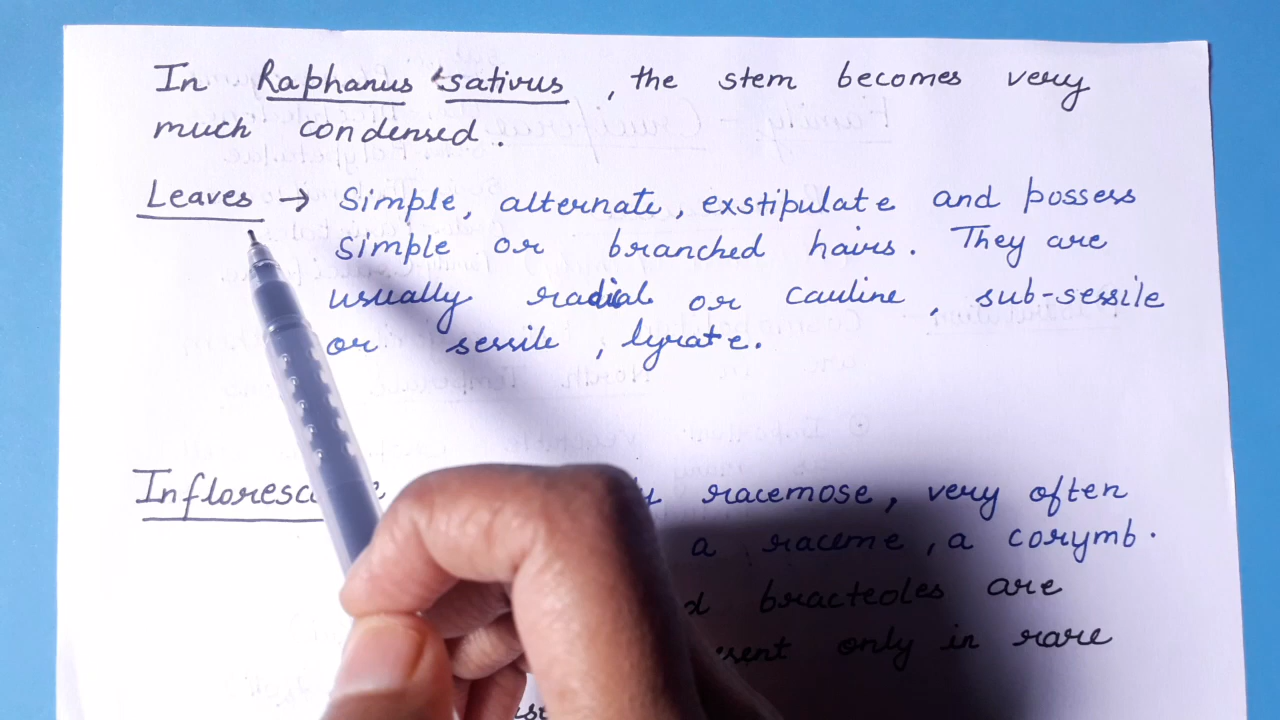 In Raphanus sativus, the stem becomes very
much condensed.
Leaves → Simple, alternate, exstipulate and possess
simple or branched hairs. They are
usually radial or cauline, sub-sessile
or sessile, lyrate.
racemose, very often
a raceme, a corymb.
bracteoles are
only in rare